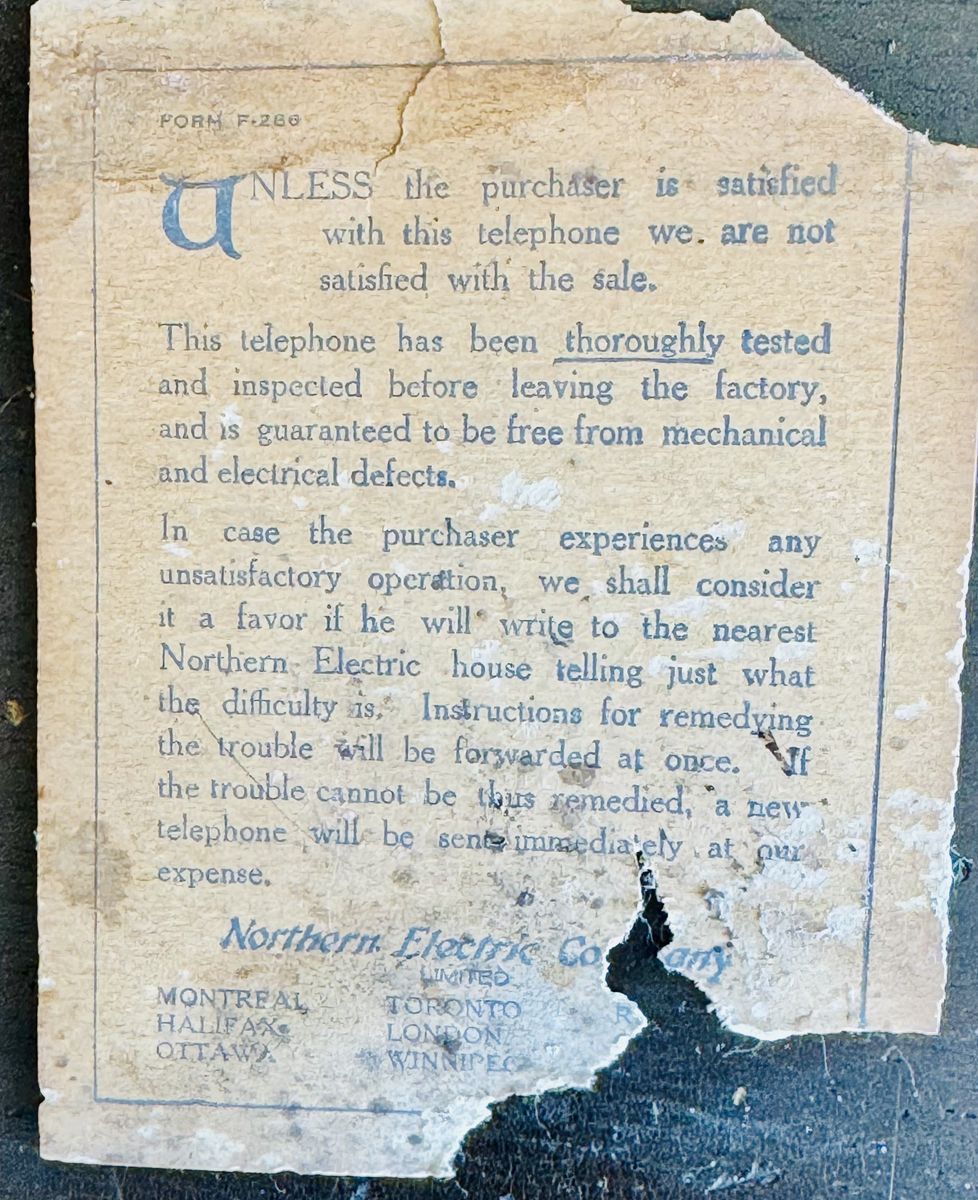 FORM F-266
UNLESS the purchaser is satisfied
with this telephone we are not
satisfied with the sale.
This telephone has been thoroughly tested
and inspected before leaving the factory,
and is guaranteed to be free from mechanical
and electrical defects.
In case the purchaser experiences any
unsatisfactory operation, we shall consider
it a favor if he will write to the nearest
Northern Electric house telling just what
the difficulty is. Instructions for remedying
the trouble will be forwarded at once. If
the trouble cannot be thus remedied, a new
telephone will be sent immediately at our
expense.
Northern Electric Company
LIMITED
MONTREAL TORONTO R
HALIFAX LONDON
OTTAWA WINNIPEG